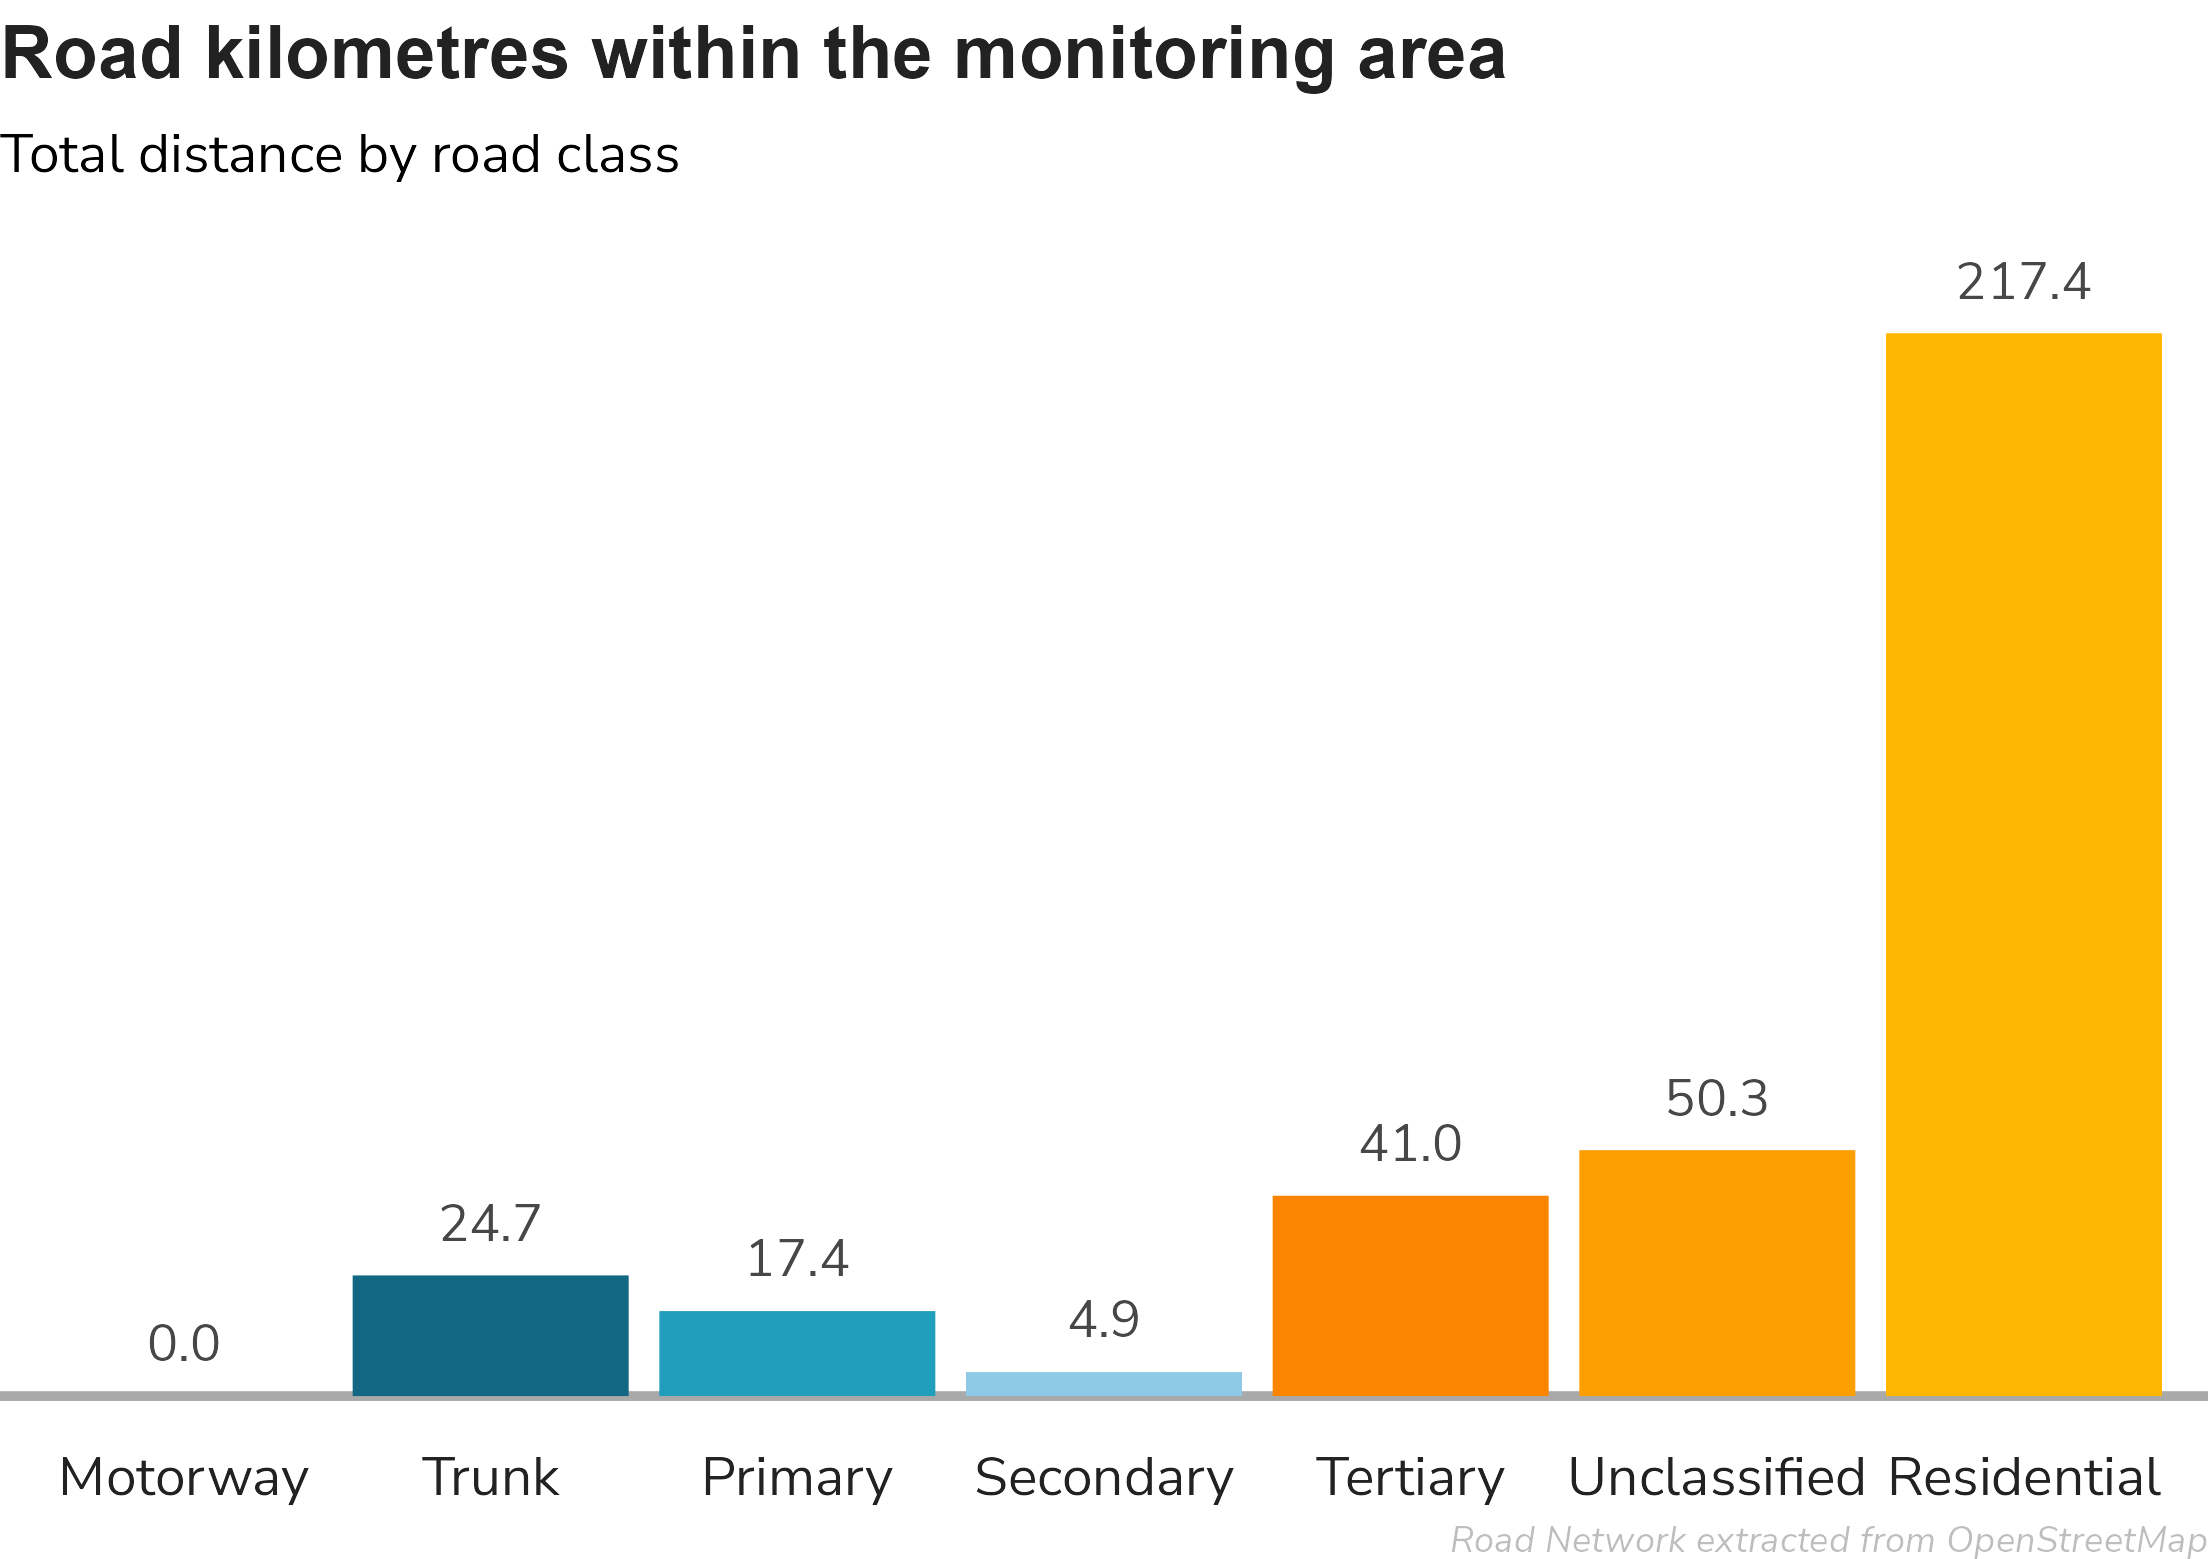 Road kilometres within the monitoring area
Total distance by road class
217.4
50.3
41.0
24.7
17.4
4.9
0.0
Motorway Trunk Primary Secondary Tertiary Unclassified Residential
Road Network extracted from OpenStreetMap